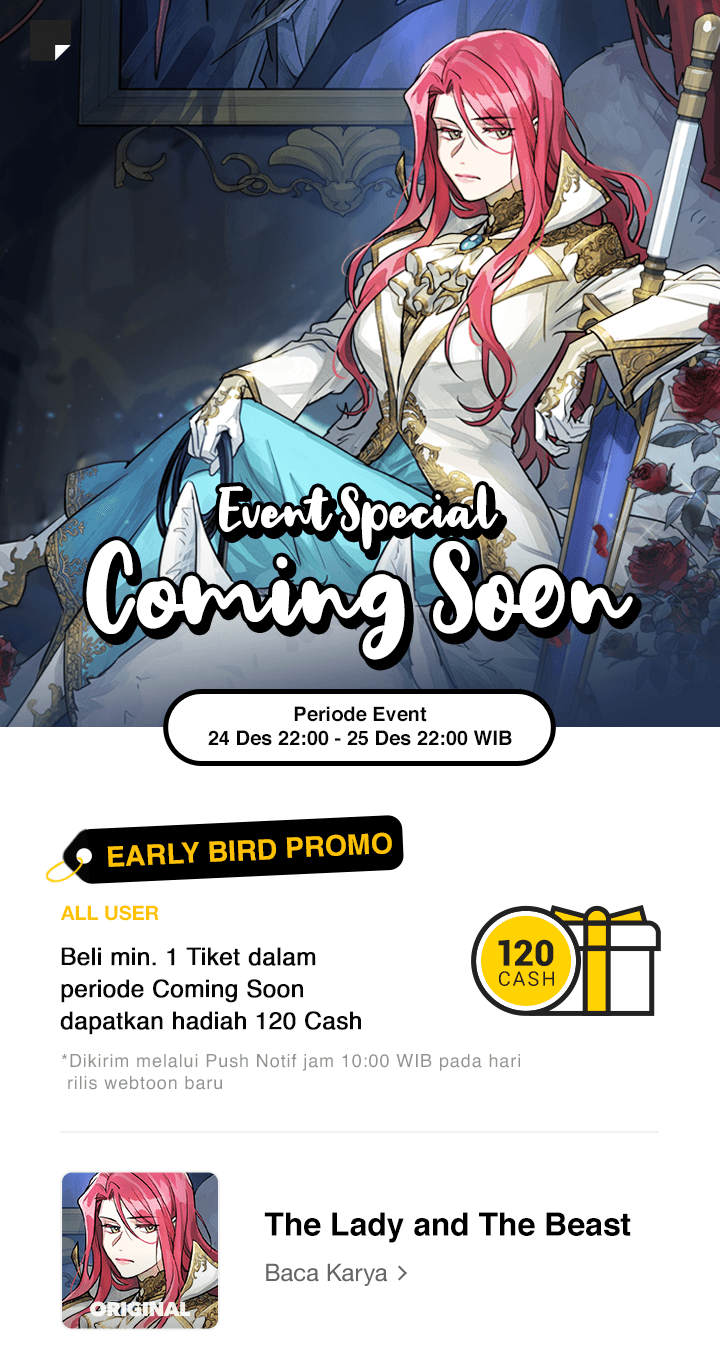 Event Special
Coming Soon
Periode Event
24 Des 22:00 - 25 Des 22:00 WIB
EARLY BIRD PROMO
ALL USER
Beli min. 1 Tiket dalam
periode Coming Soon
dapatkan hadiah 120 Cash
120
CASH
*Dikirim melalui Push Notif jam 10:00 WIB pada hari
rilis webtoon baru
ORIGINAL
The Lady and The Beast
Baca Karya >